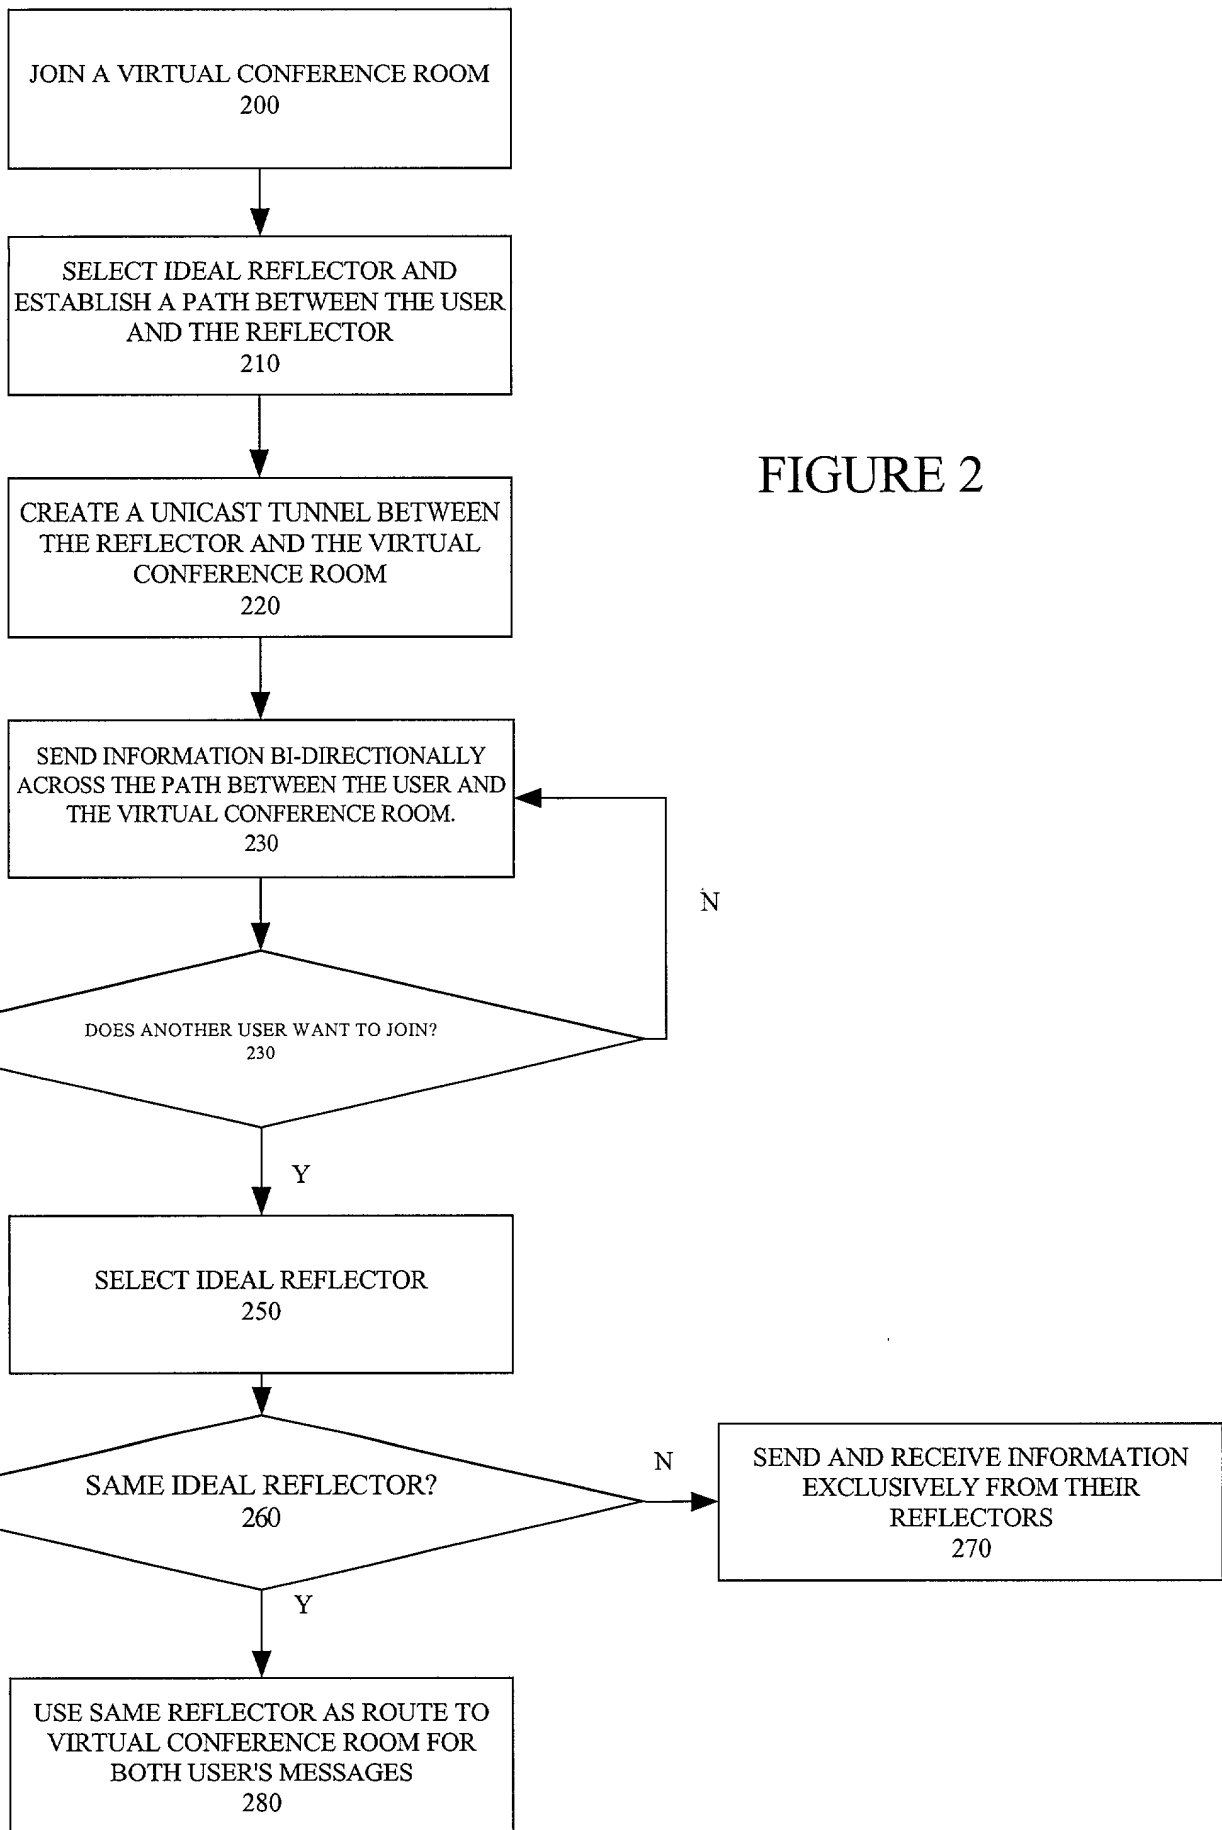 JOIN A VIRTUAL CONFERENCE ROOM
200
SELECT IDEAL REFLECTOR AND
ESTABLISH A PATH BETWEEN THE USER
AND THE REFLECTOR
210
FIGURE 2
CREATE A UNICAST TUNNEL BETWEEN
THE REFLECTOR AND THE VIRTUAL
CONFERENCE ROOM
220
SEND INFORMATION BI-DIRECTIONALLY
ACROSS THE PATH BETWEEN THE USER AND
THE VIRTUAL CONFERENCE ROOM.
230
N
DOES ANOTHER USER WANT TO JOIN?
230
Y
SELECT IDEAL REFLECTOR
250
SAME IDEAL REFLECTOR?
260
N
SEND AND RECEIVE INFORMATION
EXCLUSIVELY FROM THEIR
REFLECTORS
270
Y
USE SAME REFLECTOR AS ROUTE TO
VIRTUAL CONFERENCE ROOM FOR
BOTH USER'S MESSAGES
280